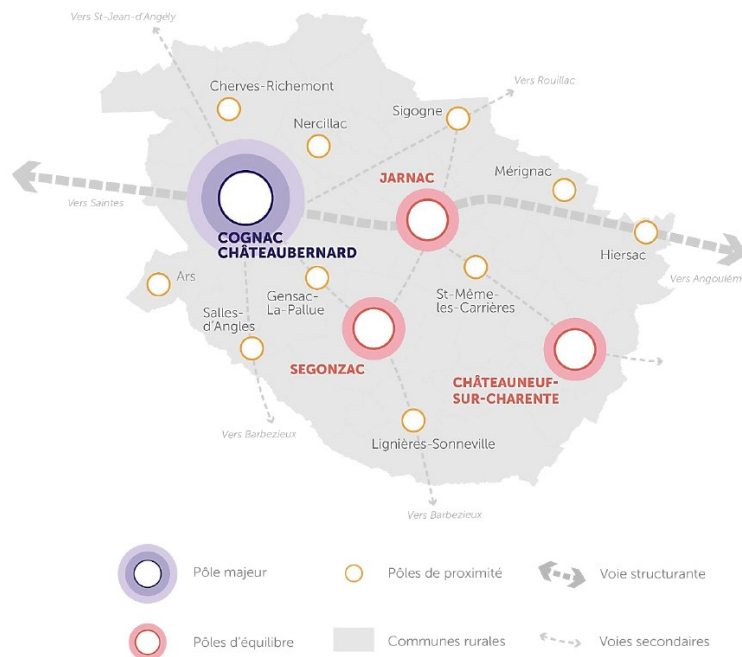 Vers St-Jean-d'Angély
Cherves-Richemont
Vers Rouillac
Sigogne
Nercillac
JARNAC
Mérignac
Vers Saintes
COGNAC
CHÂTEAUBERNARD
Hiersac
Vers Angoulêm
Ars
Gensac-
La-Pallue
St-Même-
les-Carrières
Salles-
d'Angles
SEGONZAC
CHÂTEAUNEUF-
SUR-CHARENTE
Vers Barbezieux
Lignières-Sonneville
Vers Barbezieux
Pôle majeur
Pôles de proximité
Voie structurante
Pôles d'équilibre
Communes rurales
Voies secondaires